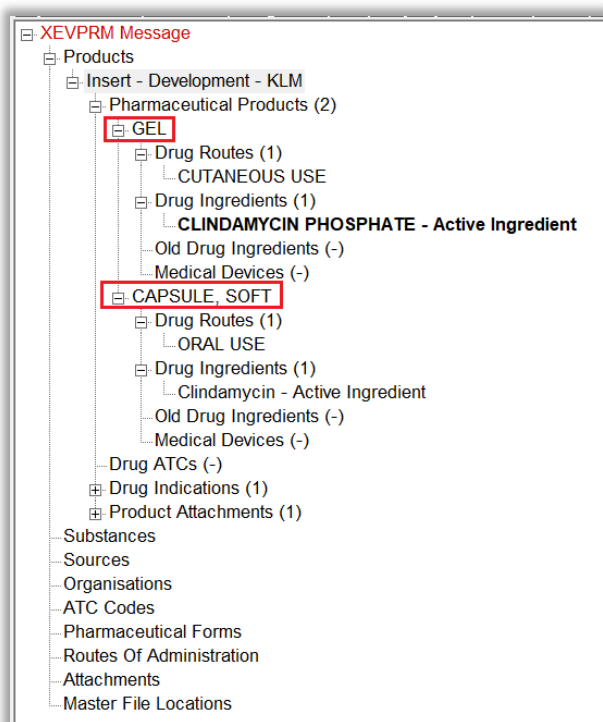 XEVPRM Message
Products
Insert - Development - KLM
Pharmaceutical Products (2)
GEL
Drug Routes (1)
CUTANEOUS USE
Drug Ingredients (1)
CLINDAMYCIN PHOSPHATE - Active Ingredient
Old Drug Ingredients (-)
Medical Devices (-)
CAPSULE, SOFT
Drug Routes (1)
ORAL USE
Drug Ingredients (1)
Clindamycin - Active Ingredient
Old Drug Ingredients (-)
Medical Devices (-)
Drug ATCs (-)
Drug Indications (1)
Product Attachments (1)
Substances
Sources
Organisations
ATC Codes
Pharmaceutical Forms
Routes Of Administration
Attachments
Master File Locations